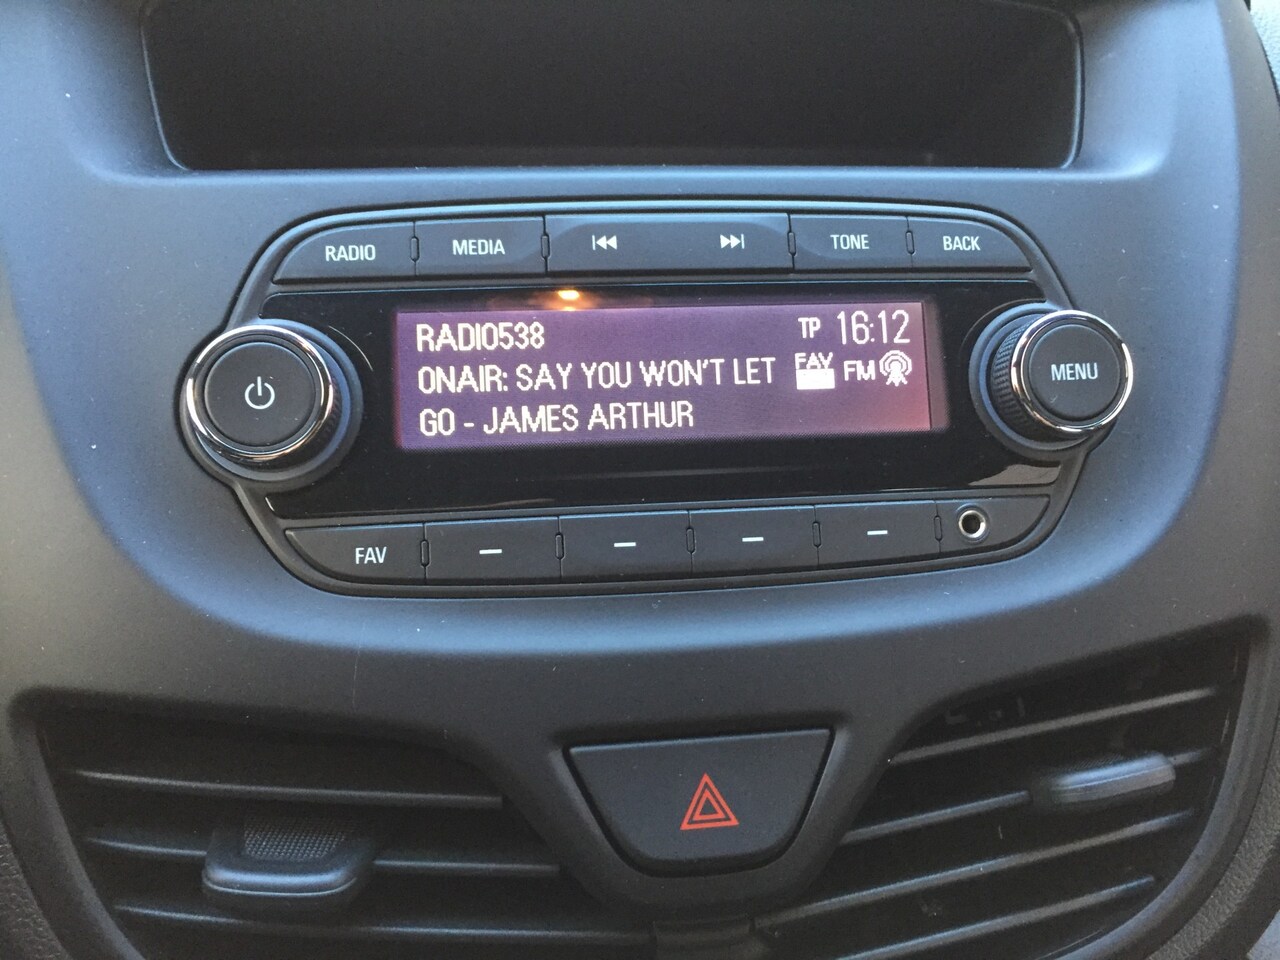 RADIO
MEDIA
TONE
BACK
RADIO538
TP 16:12
ONAIR: SAY YOU WON'T LET
FAV FM
GO - JAMES ARTHUR
MENU
FAV